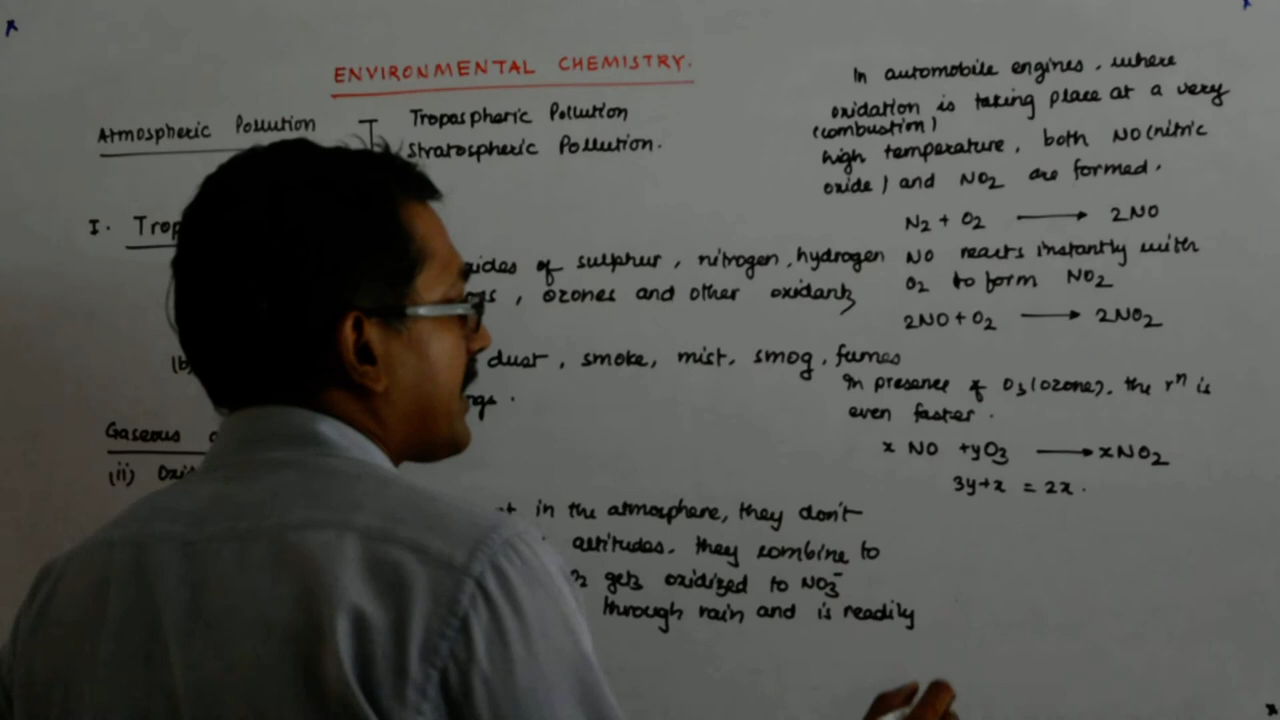 ENVIRONMENTAL CHEMISTRY.
Atmospheric Pollution
Tropospheric Pollution
Stratospheric Pollution.
I. Trop
of sulphur, nitrogen, hydrogen
, ozones and other oxidants
(b
dust, smoke, mist, smog, fumes
Gaseous
(ii) Oxi
in the atmosphere, they don't
altitudes. They combine to
gets oxidized to NO3-
through rain and is readily
In automobile engines, where
oxidation is taking place at a very
(combustion)
high temperature, both NO (nitric
oxide) and NO2 are formed.
N2 + O2 → 2NO
NO reacts instantly with
O2 to form NO2
2NO + O2 → 2NO2
In presence of O3 (ozone), the rn is
even faster.
x NO + yO3 → xNO2
3y+x = 2x.